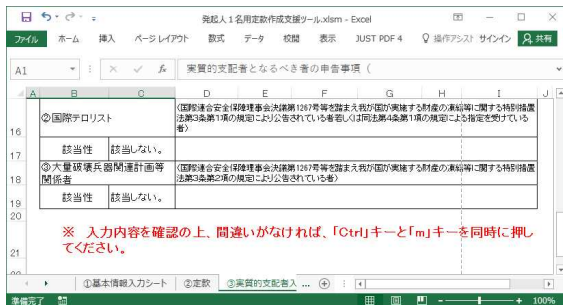 発起人１名用定款作成支援ツール.xlsm - Excel
ファイル ホーム 挿入 ページ レイアウト 数式 データ 校閲 表示 JUST PDF 4 操作アシスト サインイン 共有
A1 fx 実質的支配者となるべき者の申告事項（
A B C D E F G H I
②国際テロリスト
(国際連合安全保障理事会決議第1267号等を踏まえ我が国が実施する財産の凍結等に関する特別措置
法第3条第1項の規定により公告されている者若しくは同法第4条第1項の規定による指定を受けている
者)
16
該当性 該当しない。
17
③大量破壊兵器関連計画等
関係者
(国際連合安全保障理事会決議第1267号等を踏まえ我が国が実施する財産の凍結等に関する特別措置
法第3条第2項の規定により公告されている者)
18
該当性 該当しない。
19
20
※ 入力内容を確認の上、間違いがなければ、「Ctrl」キーと「m」キーを同時に押し
てください。
21
①基本情報入力シート ②定款 ③実質的支配者入 ...
準備完了 100%